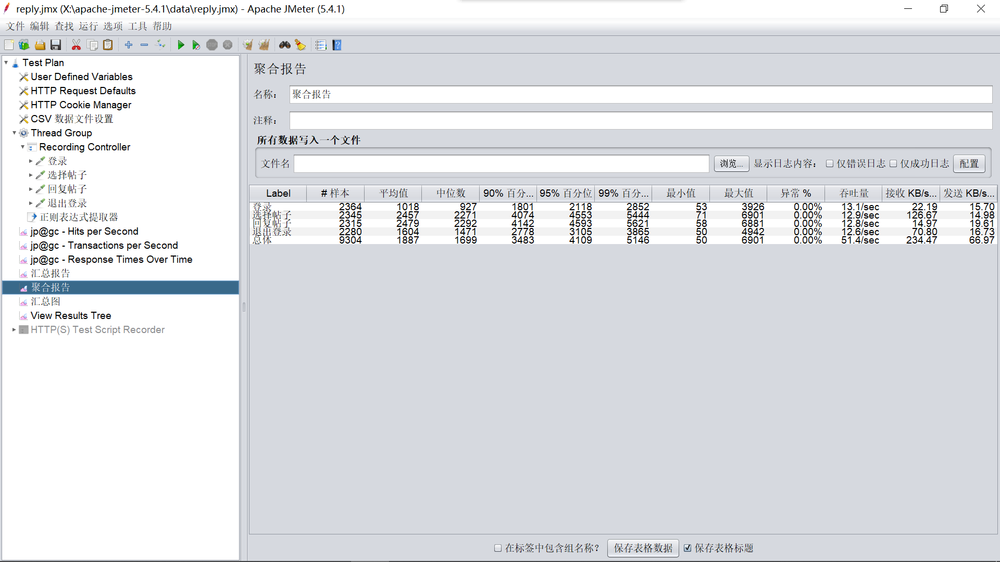 reply.jmx (X:\apache-jmeter-5.4.1\data\reply.jmx) - Apache JMeter (5.4.1)
文件 编辑 查找 运行 选项 工具 帮助
Test Plan
User Defined Variables
HTTP Request Defaults
HTTP Cookie Manager
CSV 数据文件设置
Thread Group
Recording Controller
登录
选择帖子
回复帖子
退出登录
正则表达式提取器
jp@gc - Hits per Second
jp@gc - Transactions per Second
jp@gc - Response Times Over Time
汇总报告
聚合报告
汇总图
View Results Tree
HTTP(S) Test Script Recorder
聚合报告
名称： 聚合报告
注释：
所有数据写入一个文件
文件名 浏览... 显示日志内容： 仅错误日志 仅成功日志 配置
Label # 样本 平均值 中位数 90% 百分... 95% 百分位 99% 百分... 最小值 最大值 异常 % 吞吐量 接收 KB/s... 发送 KB/s...
登录 2364 1018 927 1801 2118 2852 53 3926 0.00% 13.1/sec 22.19 15.70
选择帖子 2345 2457 2271 4074 4553 5444 71 6901 0.00% 12.9/sec 126.67 14.98
回复帖子 2315 2479 2292 4142 4593 5621 58 6881 0.00% 12.8/sec 14.97 19.61
退出登录 2280 1604 1471 2778 3105 3865 50 4942 0.00% 12.6/sec 70.80 16.73
总体 9304 1887 1699 3483 4109 5146 50 6901 0.00% 51.4/sec 234.47 66.97
在标签中包含组名称? 保存表格数据 保存表格标题